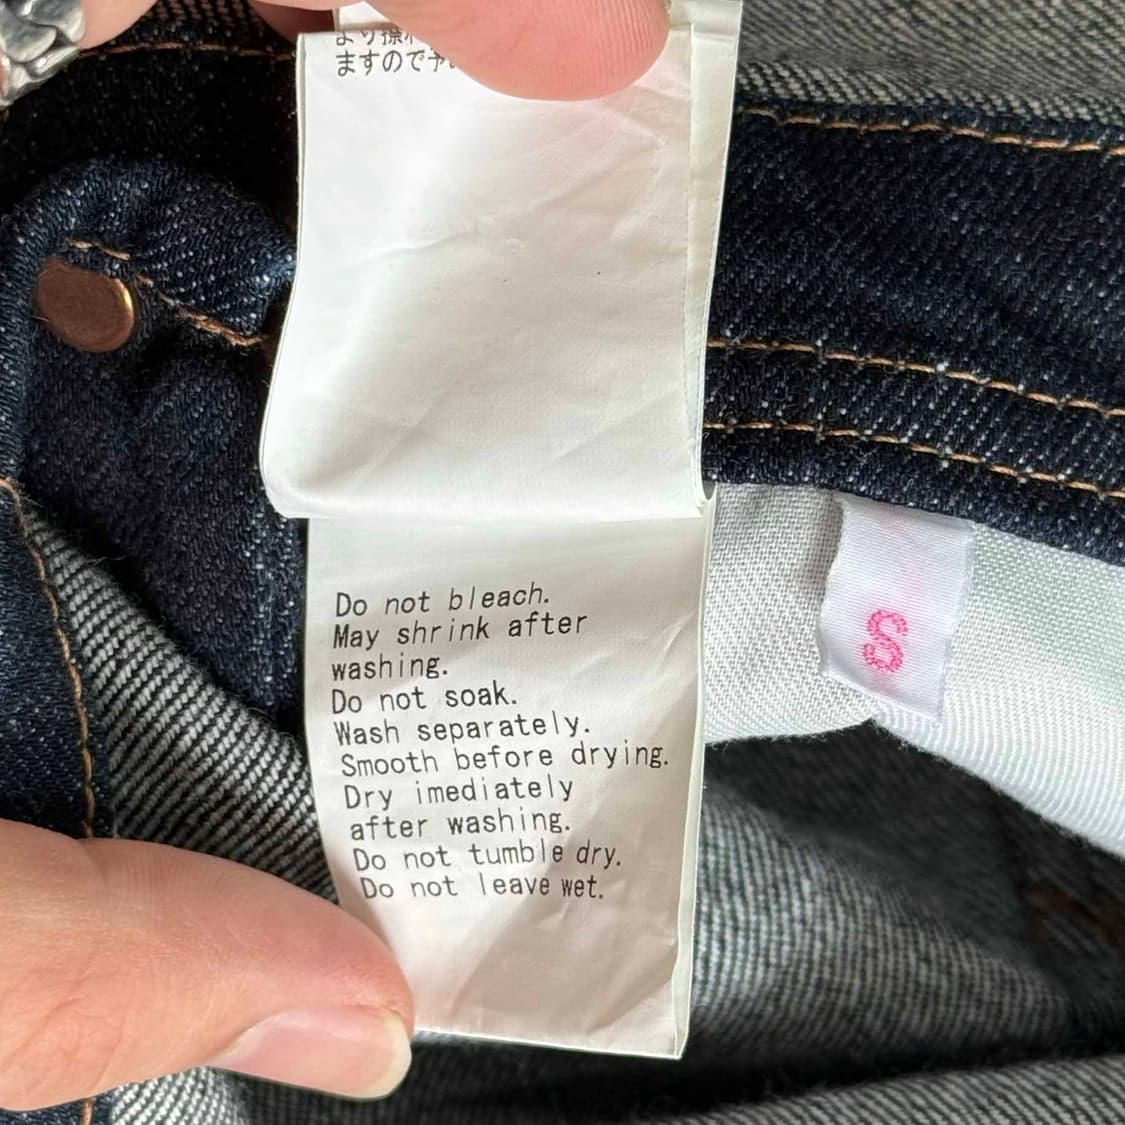 ますので予
Do not bleach.
May shrink after
washing.
Do not soak.
Wash separately.
Smooth before drying.
Dry imediately
after washing.
Do not tumble dry.
Do not leave wet.
S